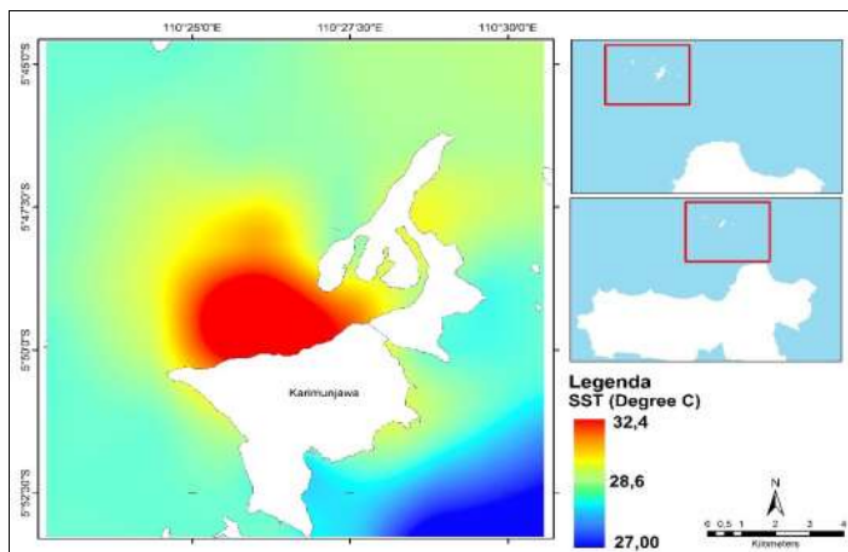 110°25'0"E 110°27'30"E 110°30'0"E
5°45'0"S
5°47'30"S
5°50'0"S
5°52'30"S
Karimunjawa
Legenda
SST (Degree C)
32,4
28,6
27,00
N
0 0,5 1 2 3 4
Kilometers